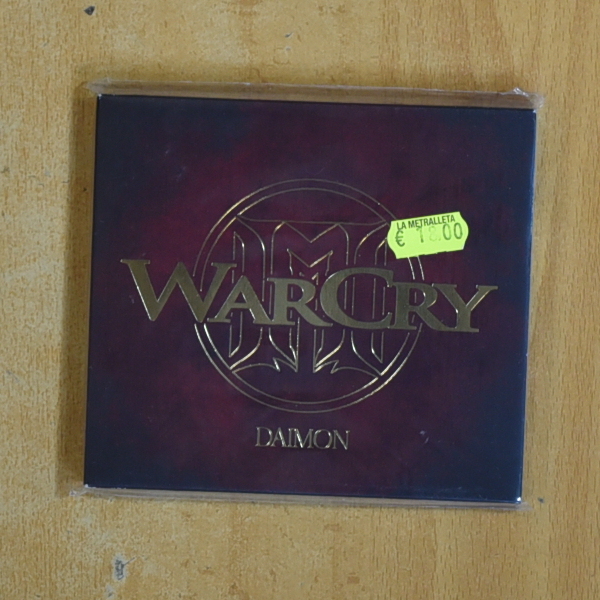 LA METRALLETA
€ 18.00
WARCRY
DAIMON